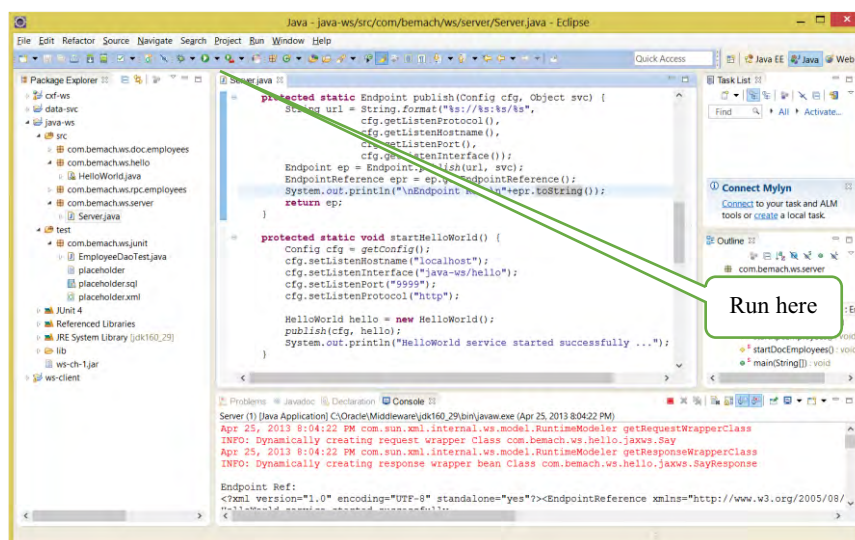 Java - java-ws/src/com/bemach/ws/server/Server.java - Eclipse
File Edit Refactor Source Navigate Search Project Run Window Help
Quick Access
Java EE Java Web
Package Explorer
cxf-ws
data-svc
java-ws
src
com.bemach.ws.doc.employees
com.bemach.ws.hello
HelloWorld.java
com.bemach.ws.rpc.employees
com.bemach.ws.server
Server.java
test
com.bemach.ws.junit
EmployeeDaoTest.java
placeholder
placeholder.sql
placeholder.xml
JUnit 4
Referenced Libraries
JRE System Library [jdk160_29]
lib
ws-ch-1.jar
ws-client
Server.java
protected static Endpoint publish(Config cfg, Object svc) {
String url = String.format("%s://%s:%s/%s",
cfg.getListenProtocol(),
cfg.getListenHostname(),
cfg.getListenPort(),
cfg.getListenInterface());
Endpoint ep = Endpoint.publish(url, svc);
EndpointReference epr = ep.getEndpointReference();
System.out.println("\nEndpoint Ref:\n"+epr.toString());
return ep;
}
protected static void startHelloWorld() {
Config cfg = getConfig();
cfg.setListenHostname("localhost");
cfg.setListenInterface("java-ws/hello");
cfg.setListenPort("9999");
cfg.setListenProtocol("http");
HelloWorld hello = new HelloWorld();
publish(cfg, hello);
System.out.println("HelloWorld service started successfully ...");
}
Task List
Find All Activate...
Connect Mylyn
Connect to your task and ALM
tools or create a local task.
Outline
com.bemach.ws.server
Run here
startDocEmployees() : void
main(String[]) : void
Problems Javadoc Declaration Console
Server (1) [Java Application] C:\Oracle\Middleware\jdk160_29\bin\javaw.exe (Apr 25, 2013 8:04:22 PM)
Apr 25, 2013 8:04:22 PM com.sun.xml.internal.ws.model.RuntimeModeler getRequestWrapperClass
INFO: Dynamically creating request wrapper Class com.bemach.ws.hello.jaxws.Say
Apr 25, 2013 8:04:22 PM com.sun.xml.internal.ws.model.RuntimeModeler getResponseWrapperClass
INFO: Dynamically creating response wrapper bean Class com.bemach.ws.hello.jaxws.SayResponse
Endpoint Ref:
<?xml version="1.0" encoding="UTF-8" standalone="yes"?><EndpointReference xmlns="http://www.w3.org/2005/08/
HelloWorld service started successfully